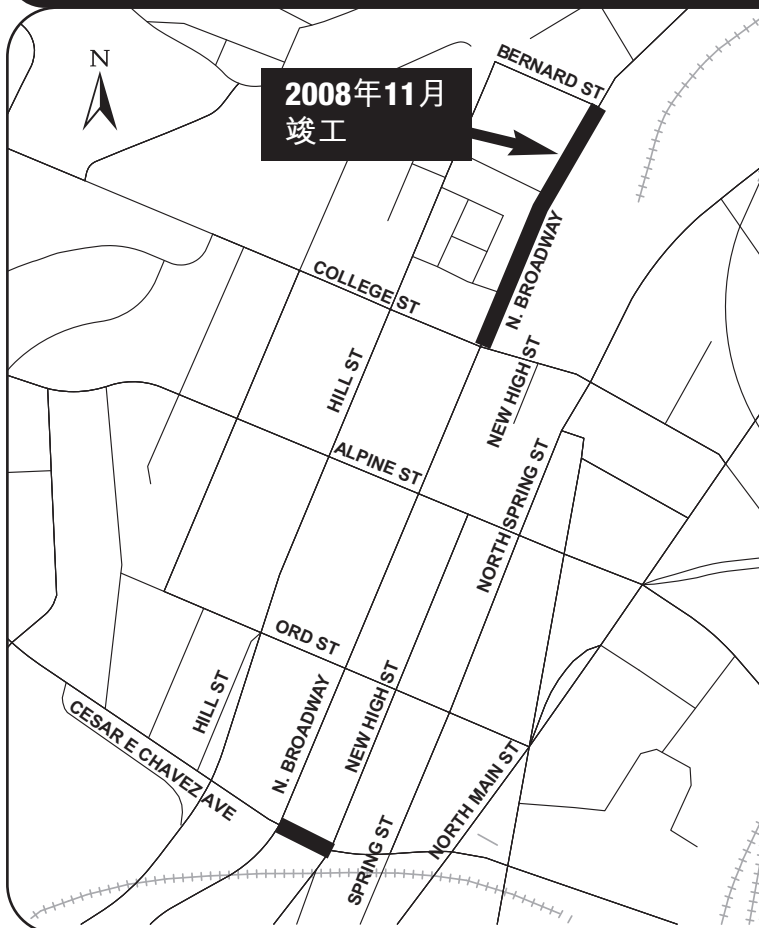 N
2008年11月
竣工
BERNARD ST
N. BROADWAY
COLLEGE ST
HILL ST
NEW HIGH ST
ALPINE ST
NORTH SPRING ST
ORD ST
HILL ST
N. BROADWAY
NEW HIGH ST
CESAR E CHAVEZ AVE
NORTH MAIN ST
SPRING ST